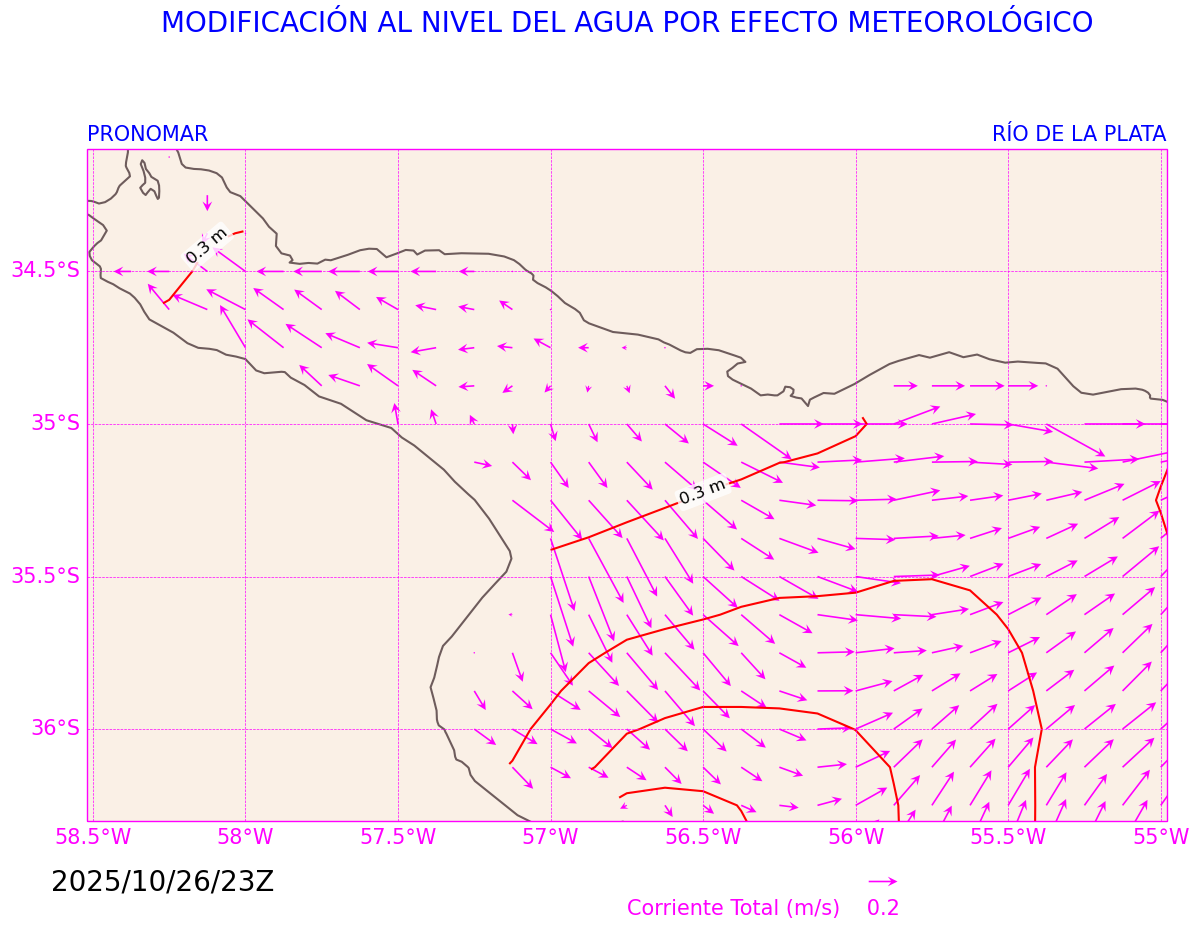 MODIFICACIÓN AL NIVEL DEL AGUA POR EFECTO METEOROLÓGICO
PRONOMAR
RÍO DE LA PLATA
0.3 m
34.5°S
35°S
0.3 m
35.5°S
36°S
58.5°W 58°W 57.5°W 57°W 56.5°W 56°W 55.5°W 55°W
2025/10/26/23Z
Corriente Total (m/s) 0.2